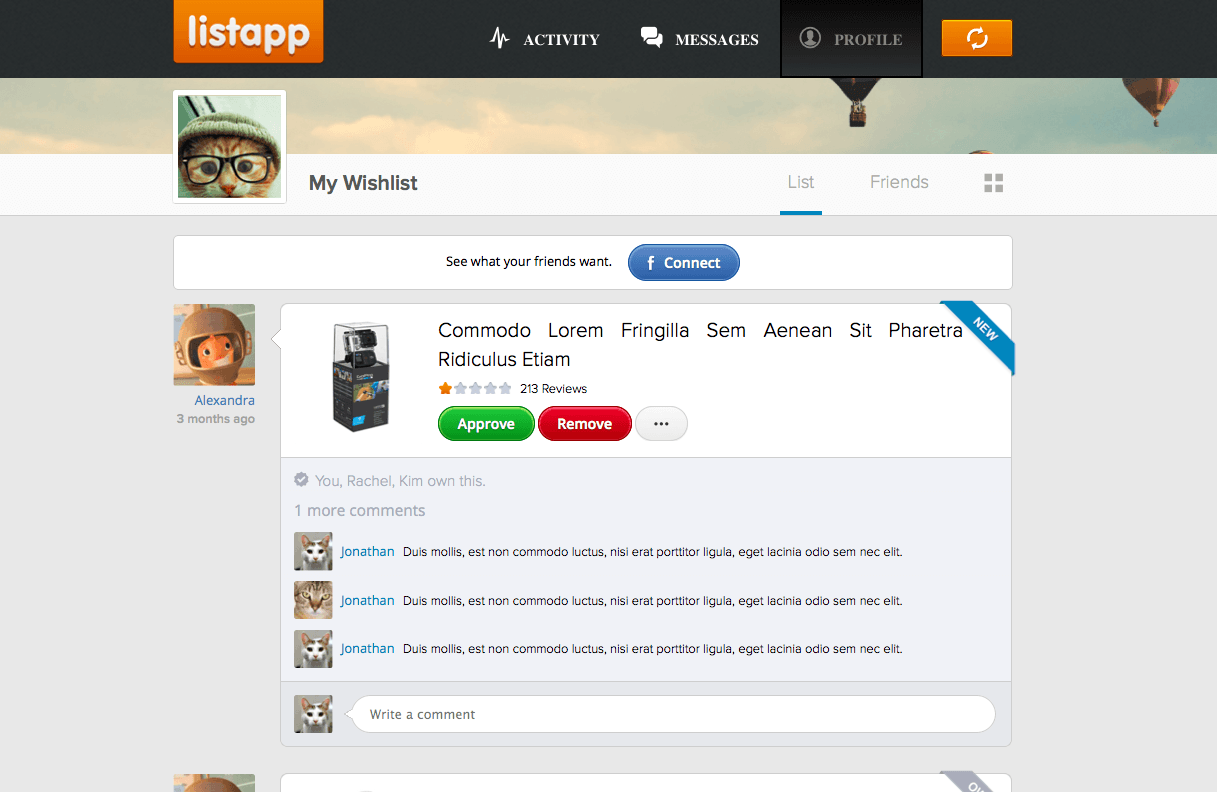 listapp
ACTIVITY
MESSAGES
PROFILE
My Wishlist
List
Friends
See what your friends want.
f Connect
NEW
Commodo Lorem Fringilla Sem Aenean Sit Pharetra
Ridiculus Etiam
213 Reviews
Approve
Remove
...
Alexandra
3 months ago
You, Rachel, Kim own this.
1 more comments
Jonathan Duis mollis, est non commodo luctus, nisi erat porttitor ligula, eget lacinia odio sem nec elit.
Jonathan Duis mollis, est non commodo luctus, nisi erat porttitor ligula, eget lacinia odio sem nec elit.
Jonathan Duis mollis, est non commodo luctus, nisi erat porttitor ligula, eget lacinia odio sem nec elit.
Write a comment